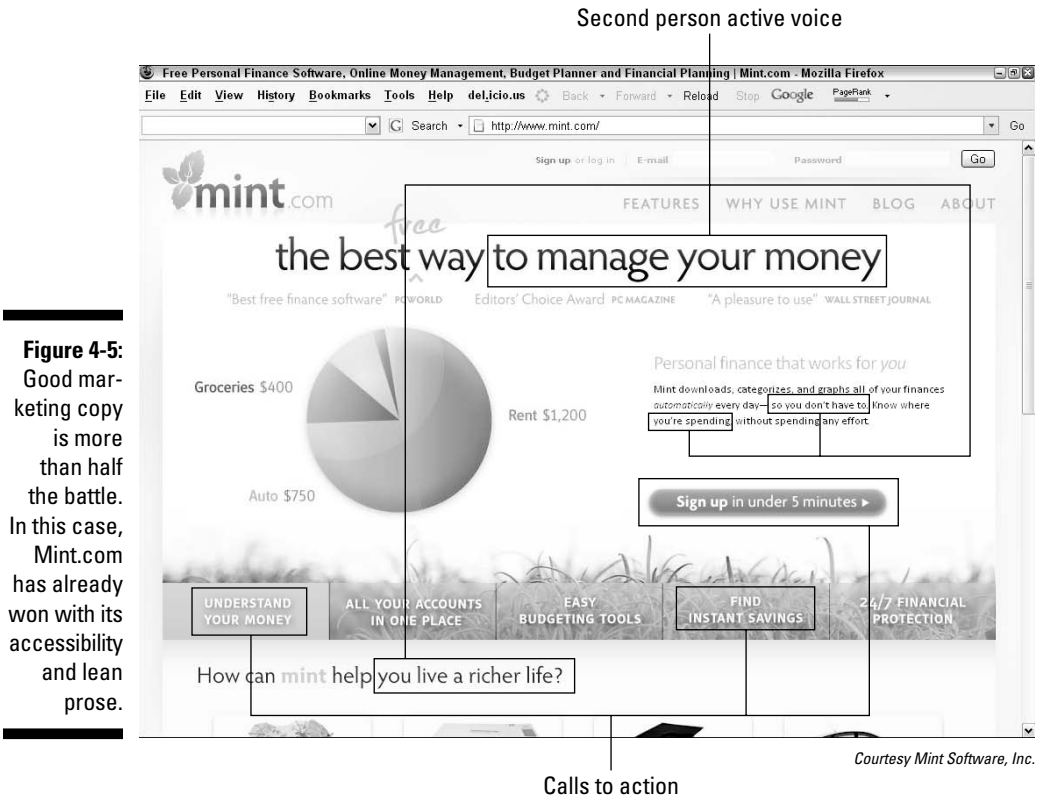 Second person active voice
Free Personal Finance Software, Online Money Management, Budget Planner and Financial Planning | Mint.com - Mozilla Firefox
File Edit View History Bookmarks Tools Help del.icio.us Back Forward Reload Stop Google PageRank
G Search http://www.mint.com/ Go
Sign up or log in E-mail Password Go
mint.com
FEATURES WHY USE MINT BLOG ABOUT
free
the best way to manage your money
"Best free finance software" PCWORLD Editors' Choice Award PC MAGAZINE "A pleasure to use" WALL STREET JOURNAL
Personal finance that works for you
Mint downloads, categorizes, and graphs all of your finances
automatically every day—so you don't have to. Know where
you're spending, without spending any effort.
Groceries $400
Rent $1,200
Auto $750
Sign up in under 5 minutes
UNDERSTAND
YOUR MONEY
ALL YOUR ACCOUNTS
IN ONE PLACE
EASY
BUDGETING TOOLS
FIND
INSTANT SAVINGS
24/7 FINANCIAL
PROTECTION
How can mint help you live a richer life?
Figure 4-5:
Good mar-
keting copy
is more
than half
the battle.
In this case,
Mint.com
has already
won with its
accessibility
and lean
prose.
Courtesy Mint Software, Inc.
Calls to action